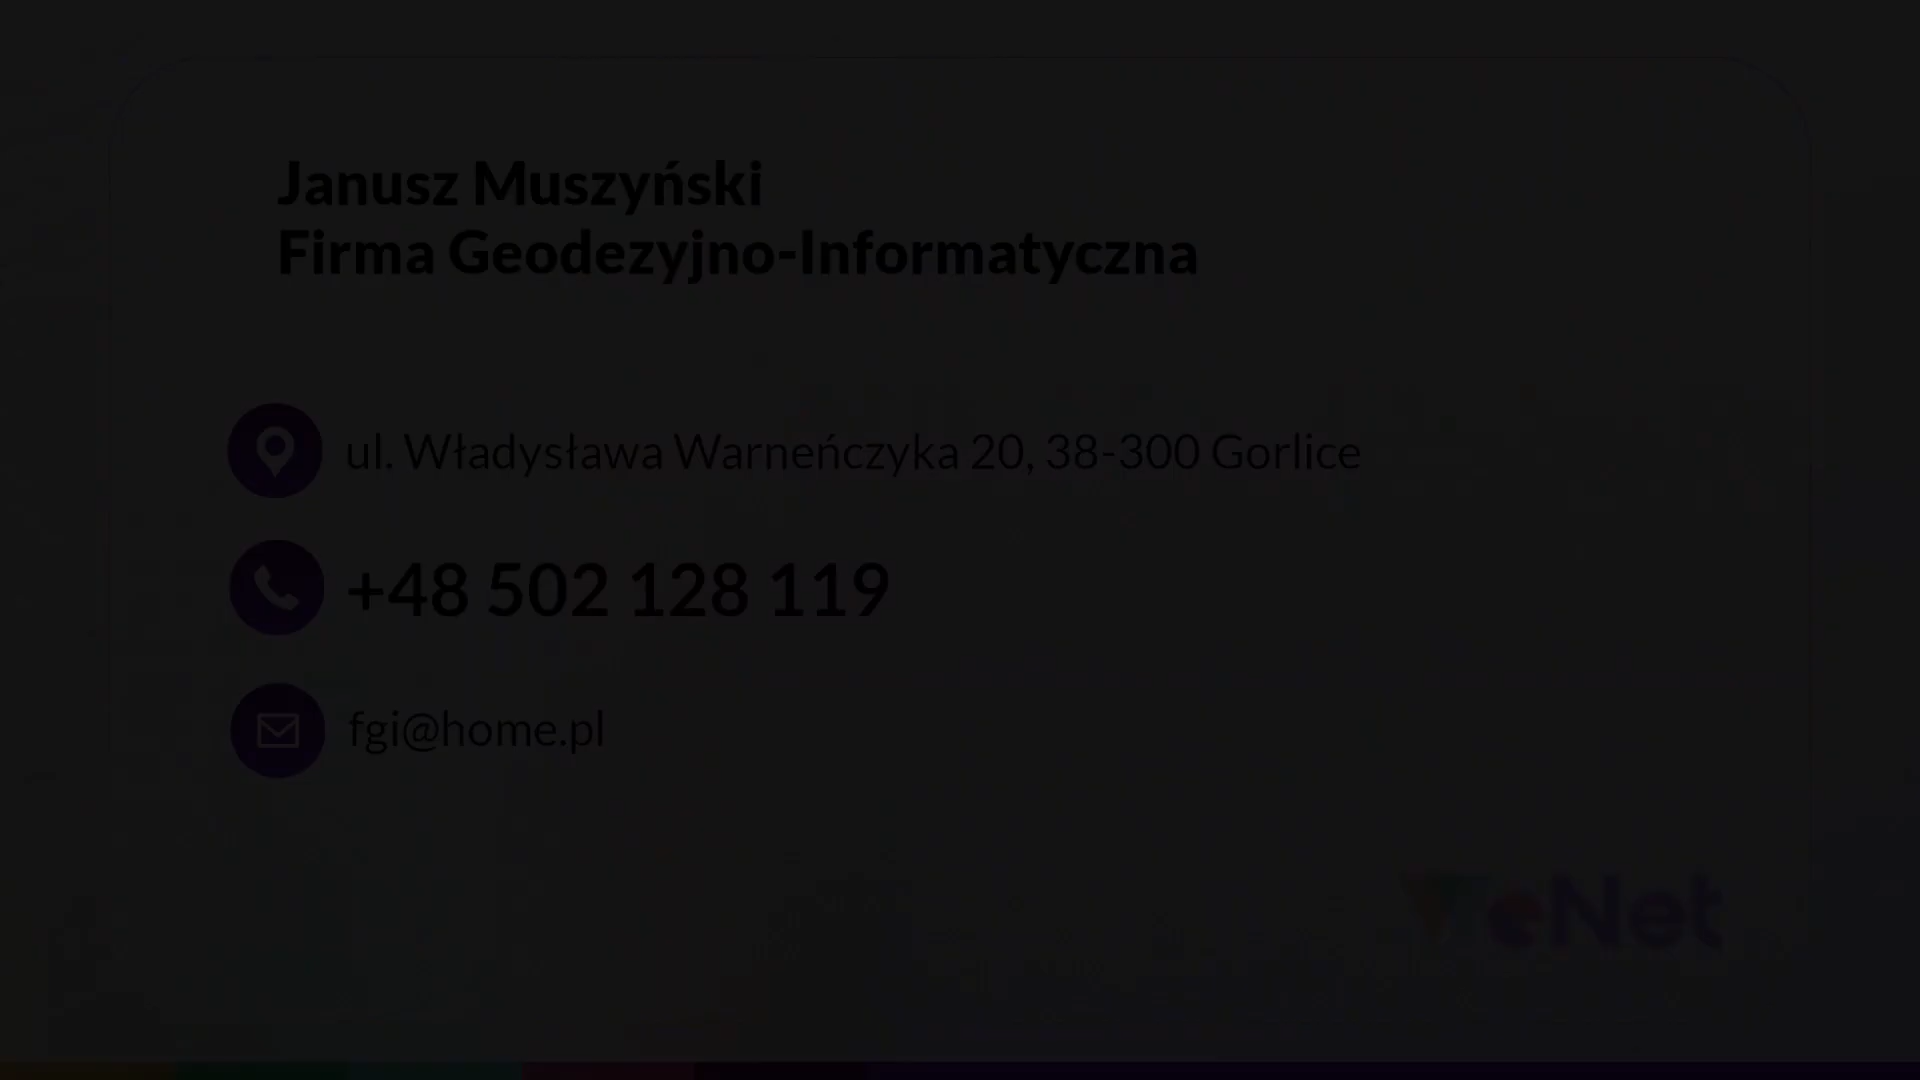 Janusz Muszyński
Firma Geodezyjno-Informatyczna
ul. Władysława Warneńczyka 20, 38-300 Gorlice
+48 502 128 119
fgi@home.pl
WeNet